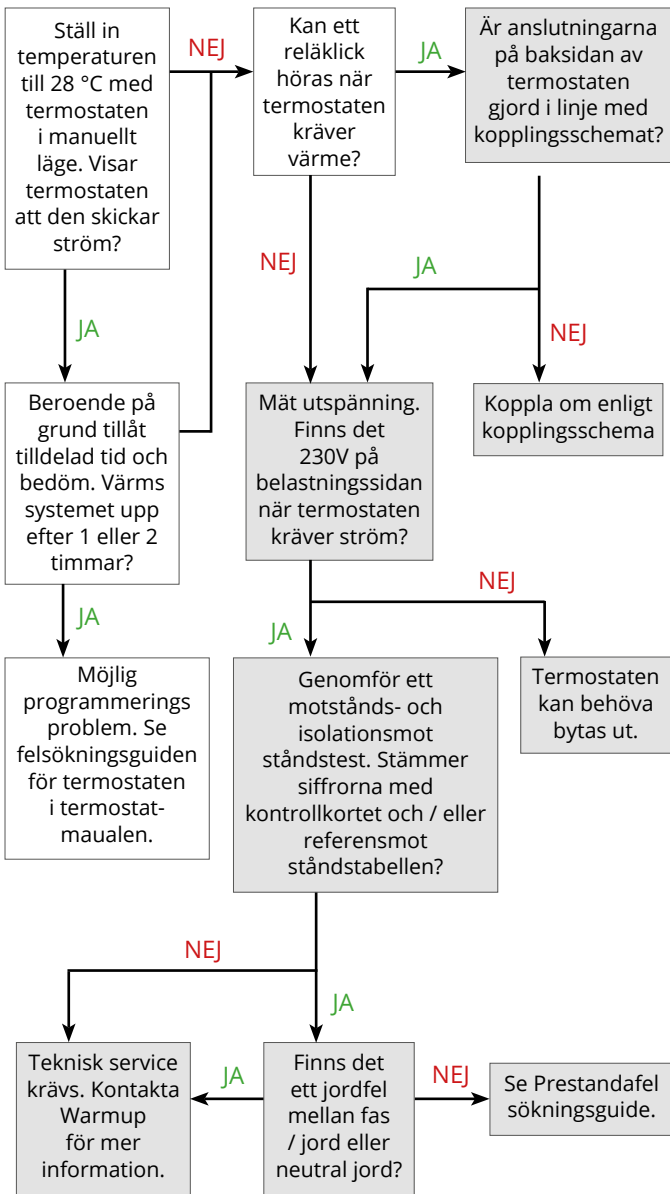 Ställ in
temperaturen
till 28 °C med
termostaten
i manuellt
läge. Visar
termostaten
att den skickar
ström?
NEJ
Kan ett
reläklick
höras när
termostaten
kräver
värme?
JA
Är anslutningarna
på baksidan av
termostaten
gjord i linje med
kopplingsschemat?
JA
NEJ
JA
NEJ
Beroende på
grund tillåt
tilldelad tid och
bedöm. Värms
systemet upp
efter 1 eller 2
timmar?
Mät utspänning.
Finns det
230V på
belastningssidan
när termostaten
kräver ström?
Koppla om enligt
kopplingsschema
JA
JA
NEJ
Möjlig
programmerings
problem. Se
felsökningsguiden
för termostaten
i termostat-
maualen.
Genomför ett
motstånds- och
isolationsmot
ståndstest. Stämmer
siffrorna med
kontrollkortet och / eller
referensmot
ståndstabellen?
Termostaten
kan behöva
bytas ut.
NEJ
JA
Teknisk service
krävs. Kontakta
Warmup
för mer
information.
JA
Finns det
ett jordfel
mellan fas
/ jord eller
neutral jord?
NEJ
Se Prestandafel
sökningsguide.